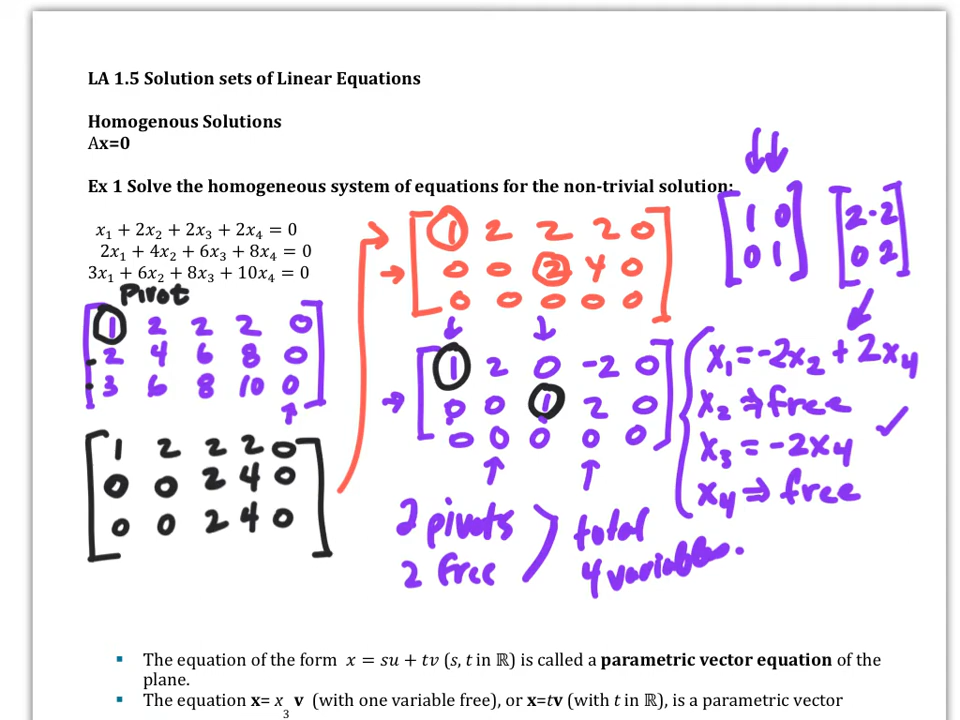 LA 1.5 Solution sets of Linear Equations
Homogenous Solutions
Ax=0
Ex 1 Solve the homogeneous system of equations for the non-trivial solution:
x₁ + 2x₂ + 2x₃ + 2x₄ = 0
2x₁ + 4x₂ + 6x₃ + 8x₄ = 0
3x₁ + 6x₂ + 8x₃ + 10x₄ = 0
Pivot
1 2 2 2 0
2 4 6 8 0
3 6 8 10 0
1 2 2 2 0
0 0 2 4 0
0 0 2 4 0
1 2 2 2 0
0 0 2 4 0
0 0 0 0 0
1 2 0 -2 0
0 0 1 2 0
0 0 0 0 0
2 pivots
2 free
total
4 variables.
1 0
0 1
2·2
0 2
x₁ = -2x₂ + 2x₄
x₂ ⇒ free
x₃ = -2x₄
x₄ ⇒ free
▪ The equation of the form x = su + tv (s, t in ℝ) is called a parametric vector equation of the
plane.
▪ The equation x= x₃ v (with one variable free), or x=tv (with t in ℝ), is a parametric vector